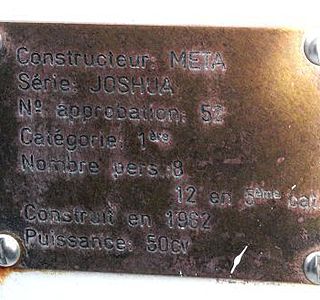 Constructeur: META
Série: JOSHUA
N° approbation: 52
Catégorie: 1ère
Nombre pers 8
12 en 5ème cat
Construit en 1962
Puissance: 50cv